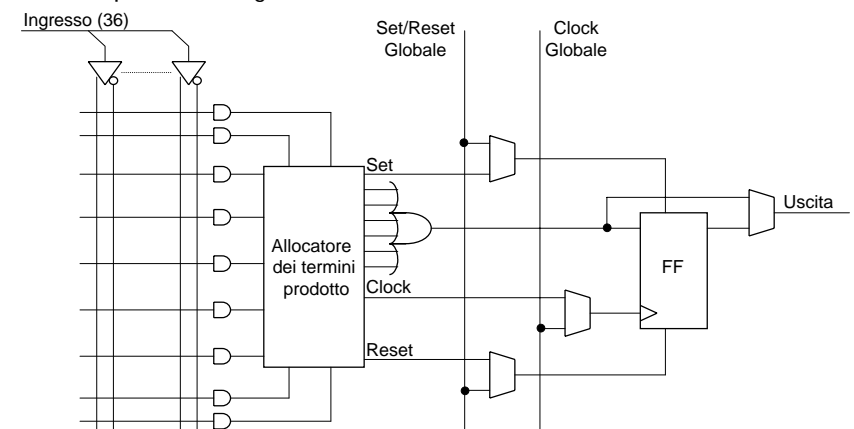 Ingresso (36)
Set/Reset
Globale
Clock
Globale
Set
Uscita
Allocatore
dei termini
prodotto
FF
Clock
Reset